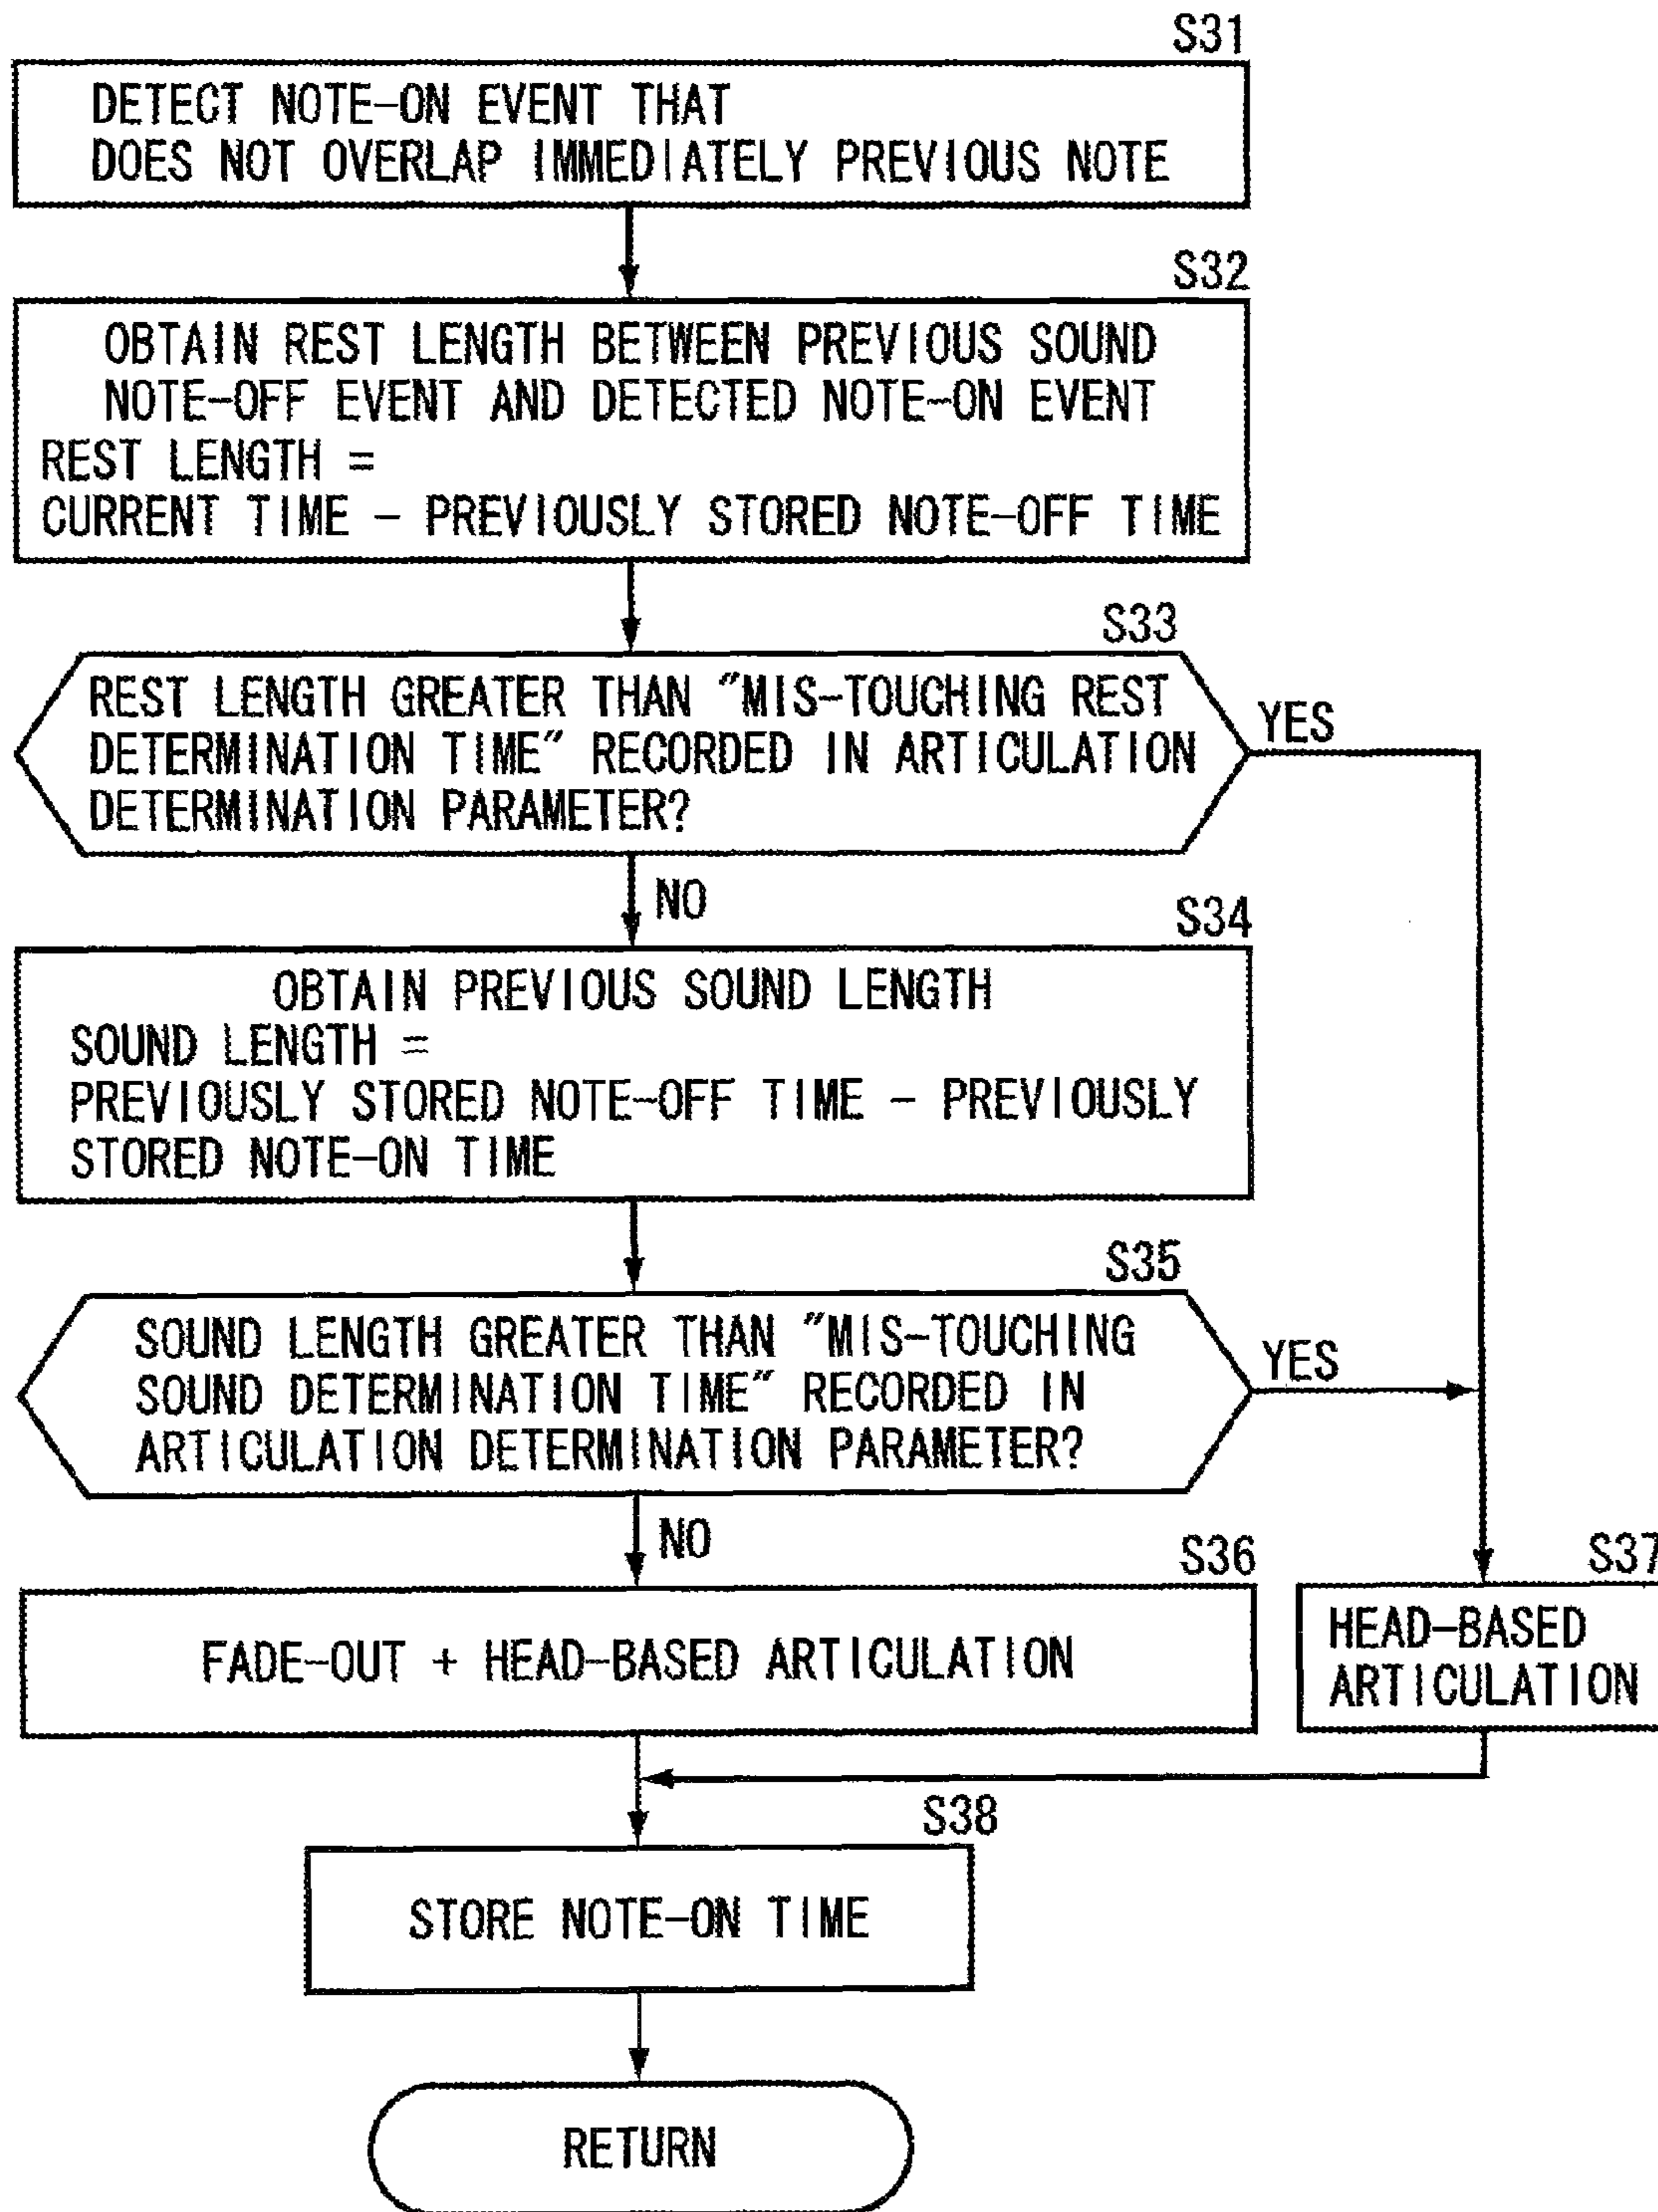 S31
DETECT NOTE-ON EVENT THAT
DOES NOT OVERLAP IMMEDIATELY PREVIOUS NOTE
S32
OBTAIN REST LENGTH BETWEEN PREVIOUS SOUND
NOTE-OFF EVENT AND DETECTED NOTE-ON EVENT
REST LENGTH =
CURRENT TIME - PREVIOUSLY STORED NOTE-OFF TIME
S33
REST LENGTH GREATER THAN "MIS-TOUCHING REST
DETERMINATION TIME" RECORDED IN ARTICULATION
DETERMINATION PARAMETER?
YES
NO
S34
OBTAIN PREVIOUS SOUND LENGTH
SOUND LENGTH =
PREVIOUSLY STORED NOTE-OFF TIME - PREVIOUSLY
STORED NOTE-ON TIME
S35
SOUND LENGTH GREATER THAN "MIS-TOUCHING
SOUND DETERMINATION TIME" RECORDED IN
ARTICULATION DETERMINATION PARAMETER?
YES
NO
S36
FADE-OUT + HEAD-BASED ARTICULATION
S37
HEAD-BASED
ARTICULATION
S38
STORE NOTE-ON TIME
RETURN